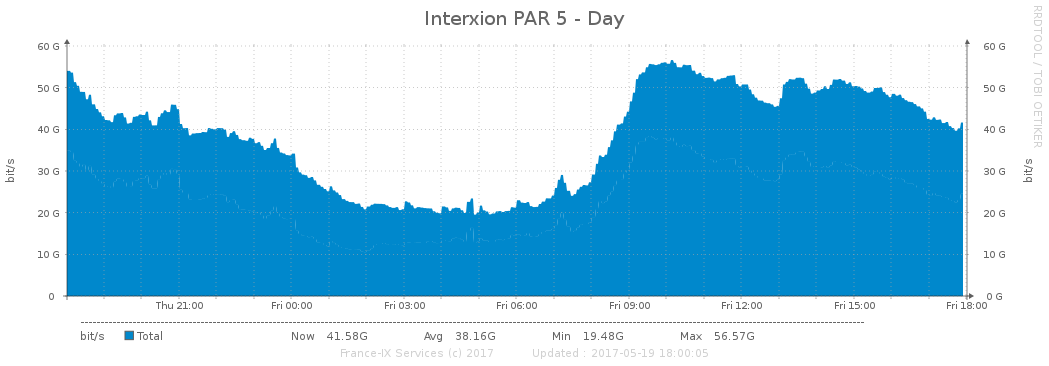 Interxion PAR 5 - Day
RRDTOOL / TOBI OETIKER
60 G 60 G
50 G 50 G
40 G 40 G
30 G 30 G
20 G 20 G
10 G 10 G
0 0 G
bit/s bit/s
Thu 21:00 Fri 00:00 Fri 03:00 Fri 06:00 Fri 09:00 Fri 12:00 Fri 15:00 Fri 18:00
bit/s Total Now 41.58G Avg 38.16G Min 19.48G Max 56.57G
France-IX Services (c) 2017 Updated : 2017-05-19 18:00:05